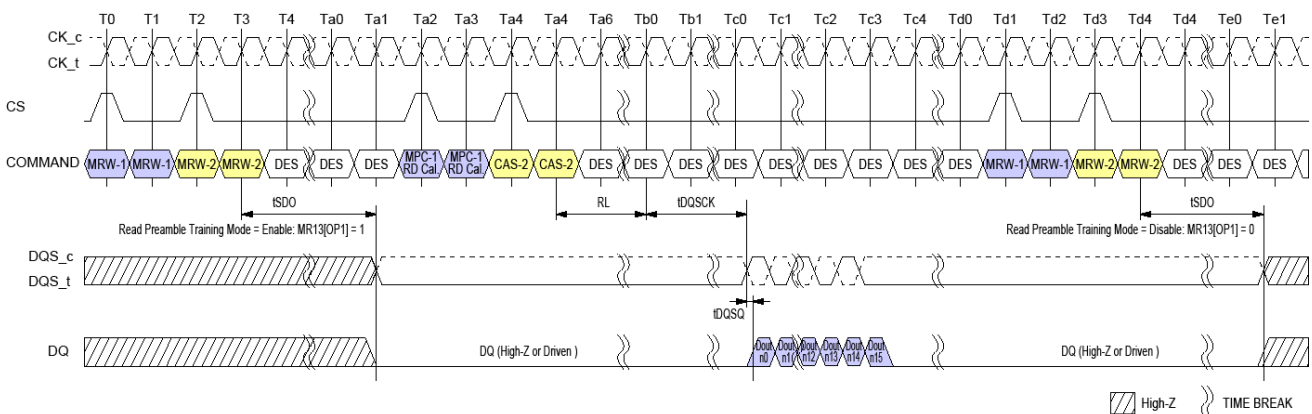 T0 T1 T2 T3 T4 Ta0 Ta1 Ta2 Ta3 Ta4 Ta4 Ta6 Tb0 Tb1 Tc0 Tc1 Tc2 Tc3 Tc4 Td0 Td1 Td2 Td3 Td4 Td4 Te0 Te1
CK_c
CK_t
CS
COMMAND MRW-1 MRW-1 MRW-2 MRW-2 DES DES DES MPC-1 RD Cal. MPC-1 RD Cal. CAS-2 CAS-2 DES DES DES DES DES DES DES DES DES MRW-1 MRW-1 MRW-2 MRW-2 DES DES DES
tSDO RL tDQSCK tSDO
Read Preamble Training Mode = Enable: MR13[OP1] = 1 Read Preamble Training Mode = Disable: MR13[OP1] = 0
DQS_c
DQS_t
tDQSQ
DQ DQ (High-Z or Driven ) Dout n0 Dout n1 Dout n12 Dout n13 Dout n14 Dout n15 DQ (High-Z or Driven )
High-Z TIME BREAK